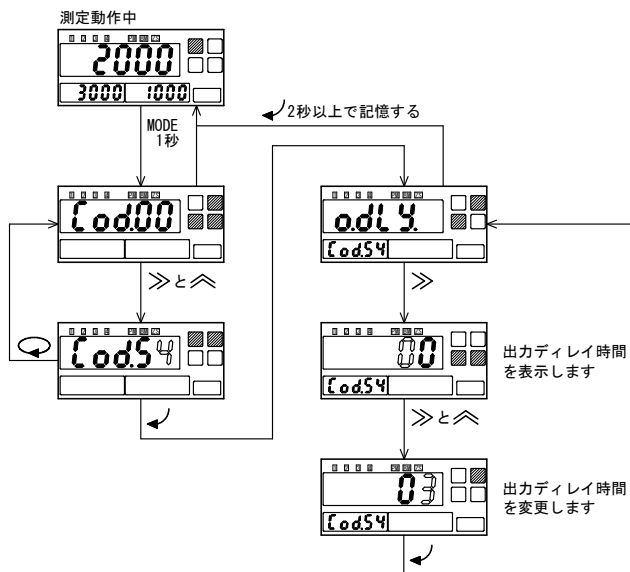 測定動作中
2000
3000 1000
MODE
1秒
2秒以上で記憶する
Cod.00
o.dLY.
Cod.54
≫と︽
≫
Cod.54
00
Cod.54
出力ディレイ時間
を表示します
≫と︽
03
Cod.54
出力ディレイ時間
を変更します